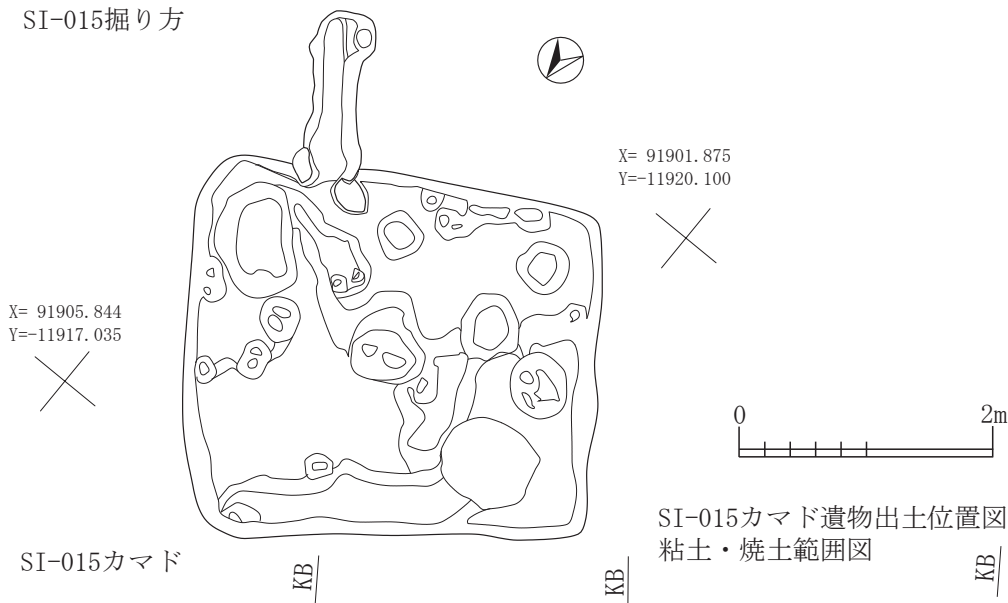 SI-015掘り方
X= 91901.875
Y=-11920.100
X= 91905.844
Y=-11917.035
0 2m
SI-015カマド遺物出土位置図
粘土・焼土範囲図
SI-015カマド
KB
KB
KB